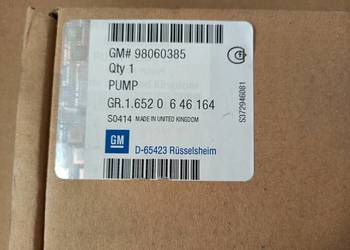 GM# 98060385
Qty 1
PUMP
GR.1.652 0 6 46 164
S0414 MADE IN UNITED KINGDOM
GM
D-65423 Rüsselsheim
S372946081